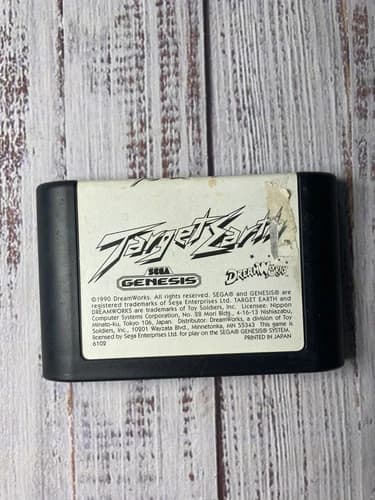 Target Earth
SEGA
GENESIS
DREAMWORKS
©1990 DreamWorks. All rights reserved. SEGA® and GENESIS® are
registered trademarks of Sega Enterprises Ltd. TARGET EARTH and
DREAMWORKS are trademarks of Toy Soldiers, Inc. Licensee: Nippon
Computer Systems Corporation, No. 28 Mori Bldg., 4-16-13 Nishiazabu,
Minato-ku, Tokyo 106, Japan. Distributor: DreamWorks, a division of Toy
Soldiers, Inc., 10201 Wayzata Blvd., Minnetonka, MN 55343 This game is
licensed by Sega Enterprises Ltd. for play on the SEGA® GENESIS® SYSTEM.
6102
PRINTED IN JAPAN